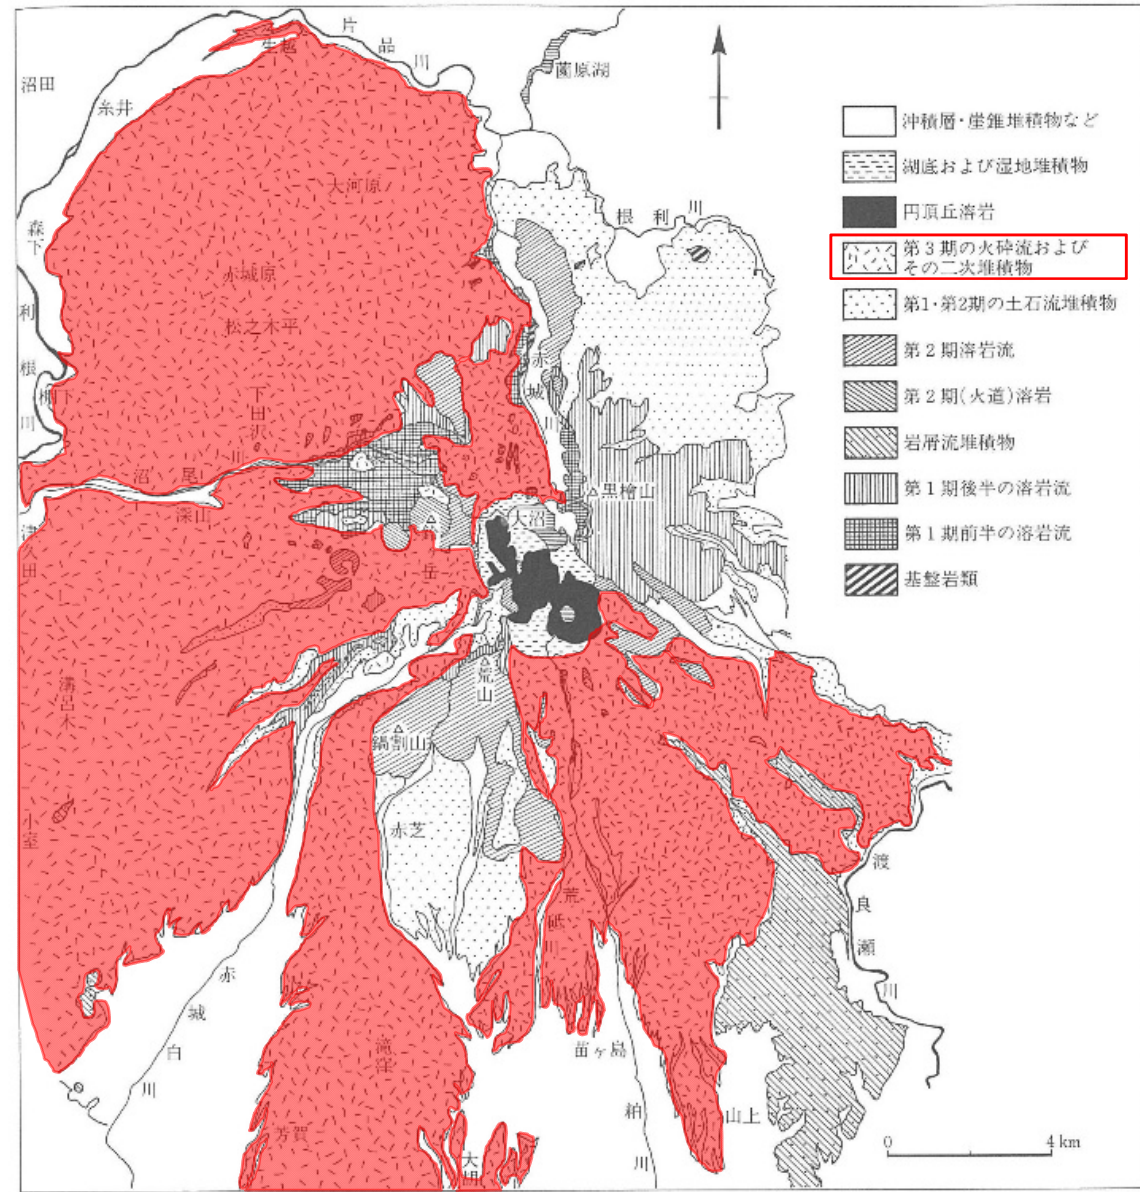 片品川
生越
沼田
糸井
薗原湖
大河原
根利川
森下
赤城原
利根川
松之木平
棚下
下田沢
赤城川
沼尾川
深山
黒檜山
大沼
津久田
岳
溝呂木
荒山
鍋割山
小室
赤芝
荒砥川
渡良瀬川
赤城白川
滝窪
苗ヶ島
粕川
山上
芳賀
大胡
沖積層・崖錐堆積物など
湖底および湿地堆積物
円頂丘溶岩
第3期の火砕流および
その二次堆積物
第1・第2期の土石流堆積物
第2期溶岩流
第2期(火道)溶岩
岩屑流堆積物
第1期後半の溶岩流
第1期前半の溶岩流
基盤岩類
0 4 km